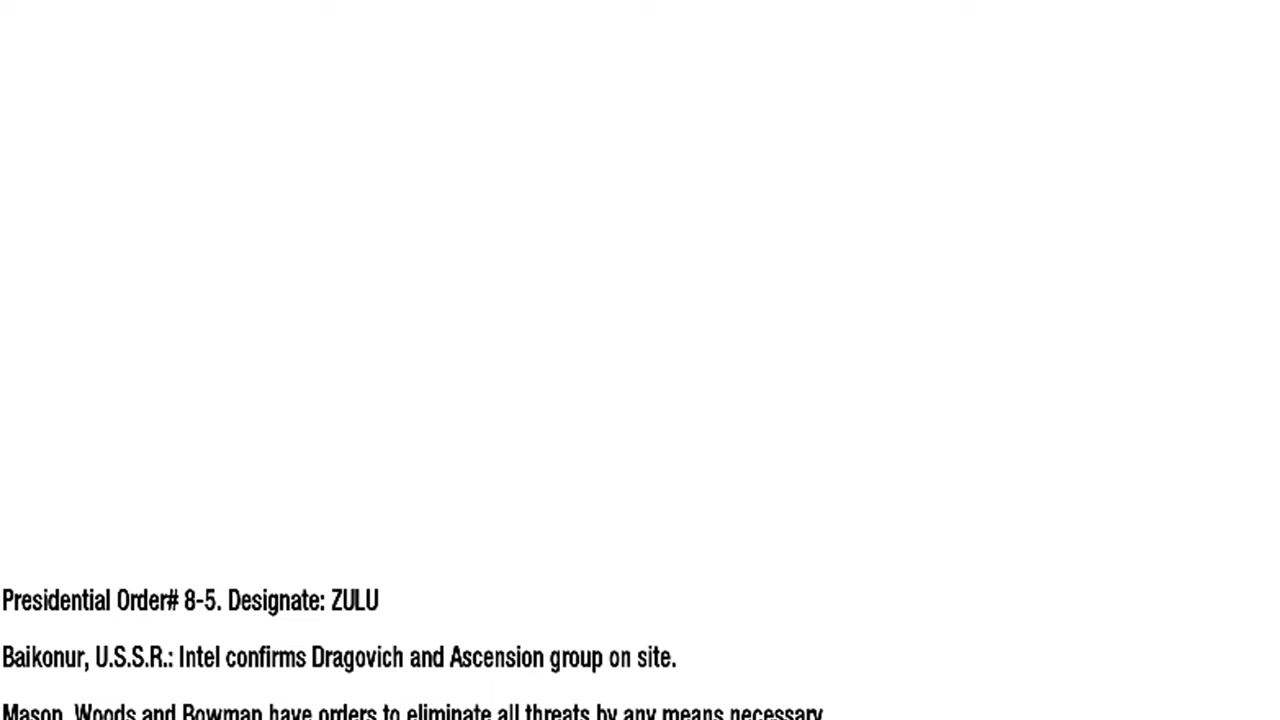 Presidential Order# 8-5. Designate: ZULU
Baikonur, U.S.S.R.: Intel confirms Dragovich and Ascension group on site.
Mason, Woods and Bowman have orders to eliminate all threats by any means necessary.